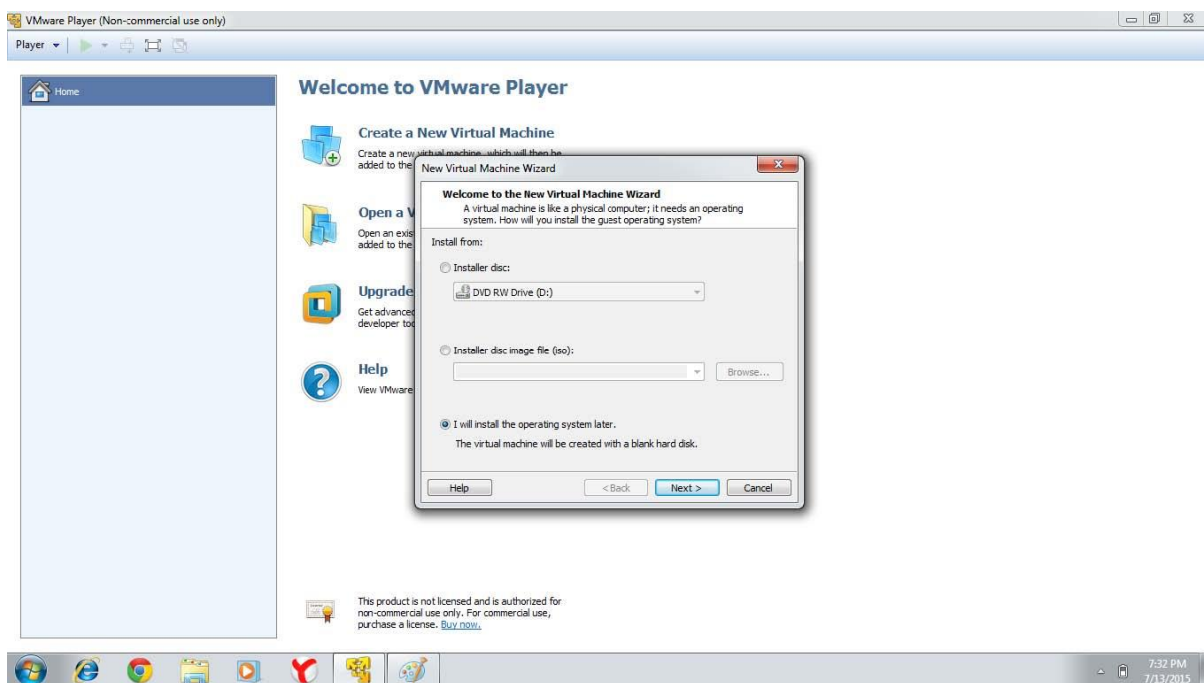 VMware Player (Non-commercial use only)
Player
Home
Welcome to VMware Player
Create a New Virtual Machine
Create a new virtual machine, which will then be
added to the
Open a V
Open an exis
added to the
Upgrade
Get advanced
developer too
Help
View VMware
New Virtual Machine Wizard
Welcome to the New Virtual Machine Wizard
A virtual machine is like a physical computer; it needs an operating
system. How will you install the guest operating system?
Install from:
Installer disc:
DVD RW Drive (D:)
Installer disc image file (iso):
Browse...
I will install the operating system later.
The virtual machine will be created with a blank hard disk.
Help
< Back
Next >
Cancel
This product is not licensed and is authorized for
non-commercial use only. For commercial use,
purchase a license. Buy now.
7:32 PM
7/13/2015